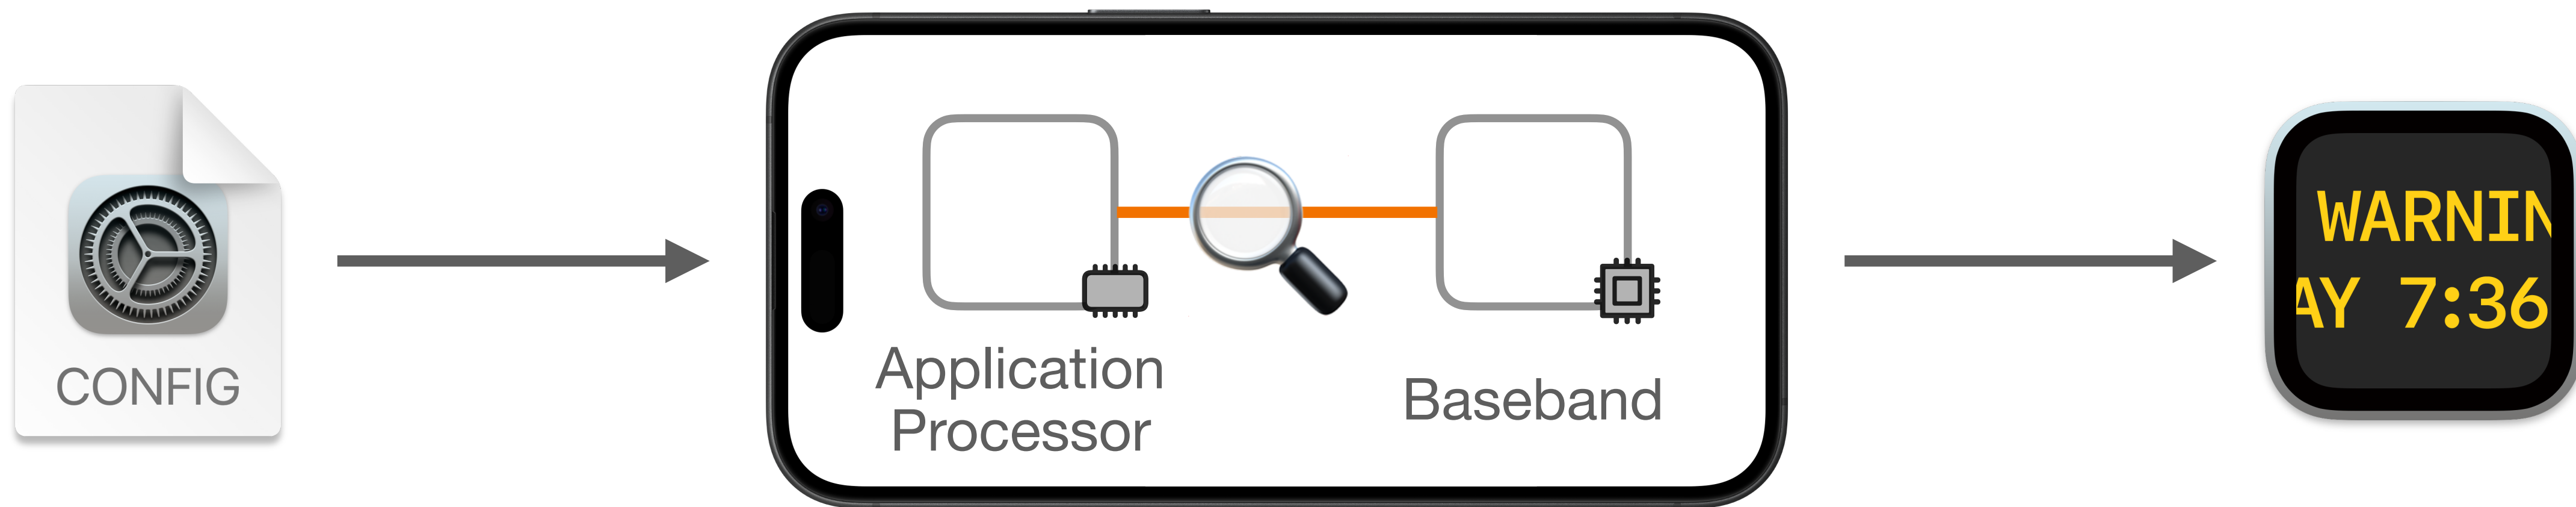 CONFIG
Application
Processor
Baseband
WARNIN
AY 7:36